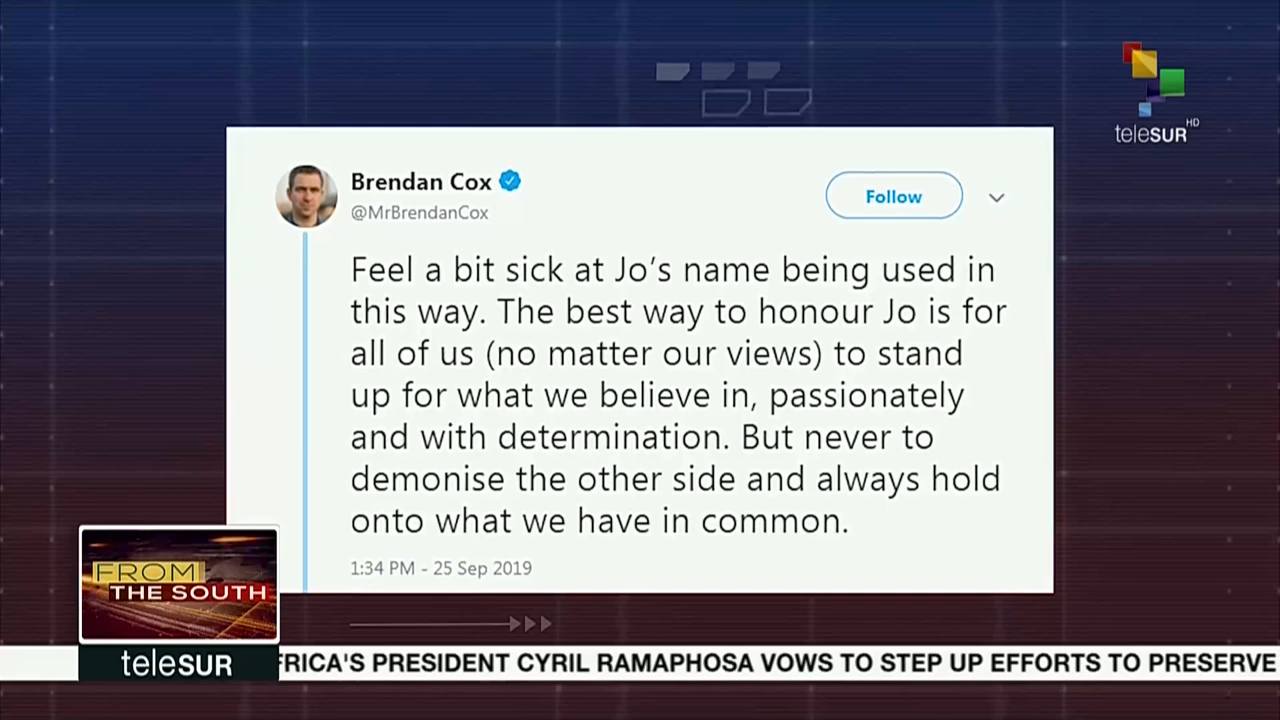 teleSUR HD
Brendan Cox
@MrBrendanCox
Follow
Feel a bit sick at Jo’s name being used in
this way. The best way to honour Jo is for
all of us (no matter our views) to stand
up for what we believe in, passionately
and with determination. But never to
demonise the other side and always hold
onto what we have in common.
1:34 PM - 25 Sep 2019
FROM
THE SOUTH
teleSUR
FRICA'S PRESIDENT CYRIL RAMAPHOSA VOWS TO STEP UP EFFORTS TO PRESERVE